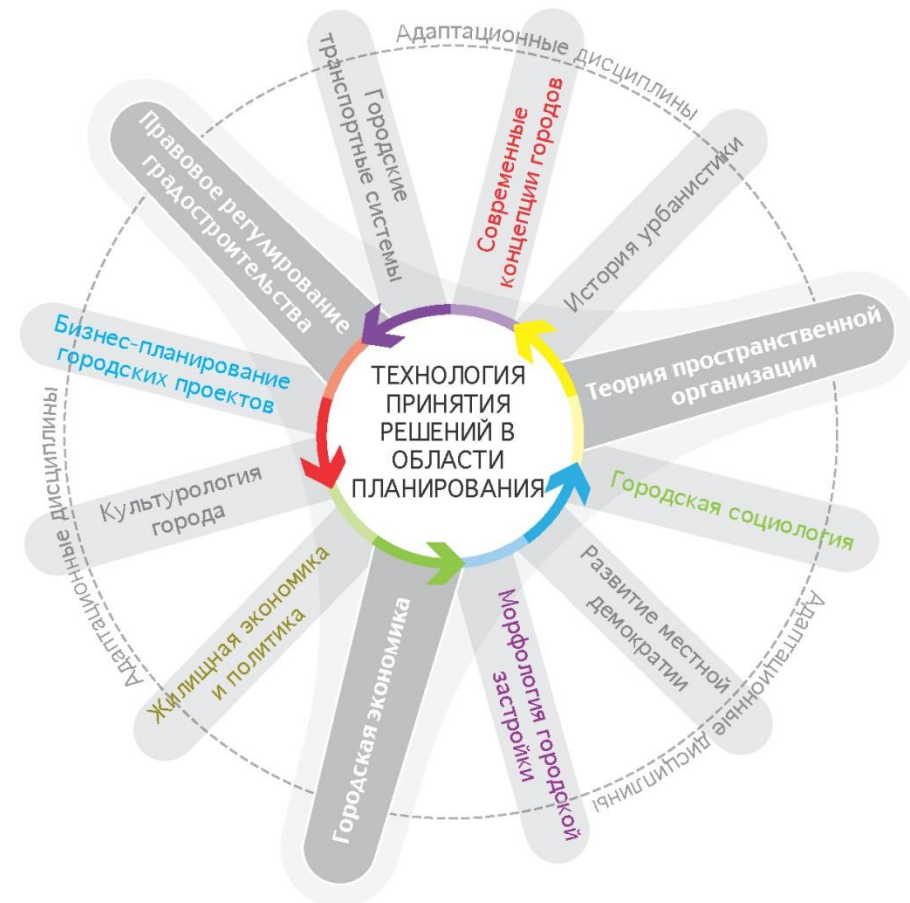 Адаптационные дисциплины
Городские
транспортные системы
Современные
концепции городов
История урбанистики
Теория пространственной
организации
Городская социология
Развитие местной
демократии
Адаптационные дисциплины
Морфология городской
застройки
Городская экономика
Жилищная экономика
и политика
Культурология
города
Адаптационные дисциплины
Бизнес-планирование
городских проектов
Правовое регулирование
градостроительства
ТЕХНОЛОГИЯ
ПРИНЯТИЯ
РЕШЕНИЙ В
ОБЛАСТИ
ПЛАНИРОВАНИЯ